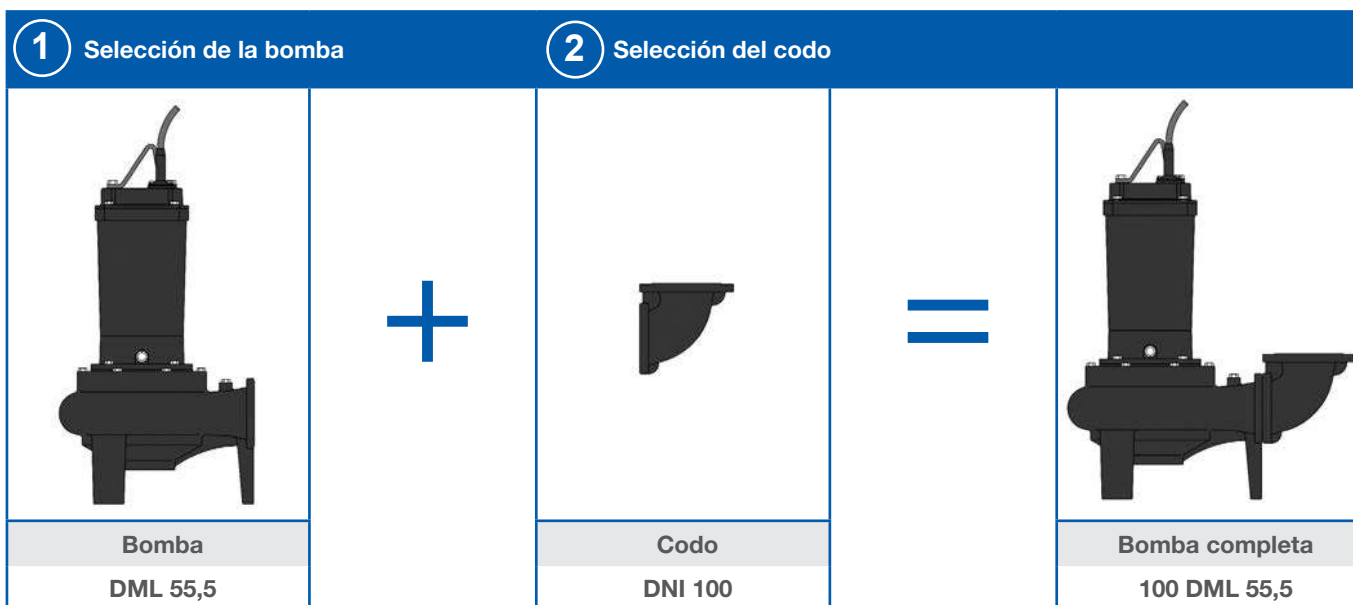 1 Selección de la bomba
2 Selección del codo
+
=
Bomba
Codo
Bomba completa
DML 55,5
DNI 100
100 DML 55,5